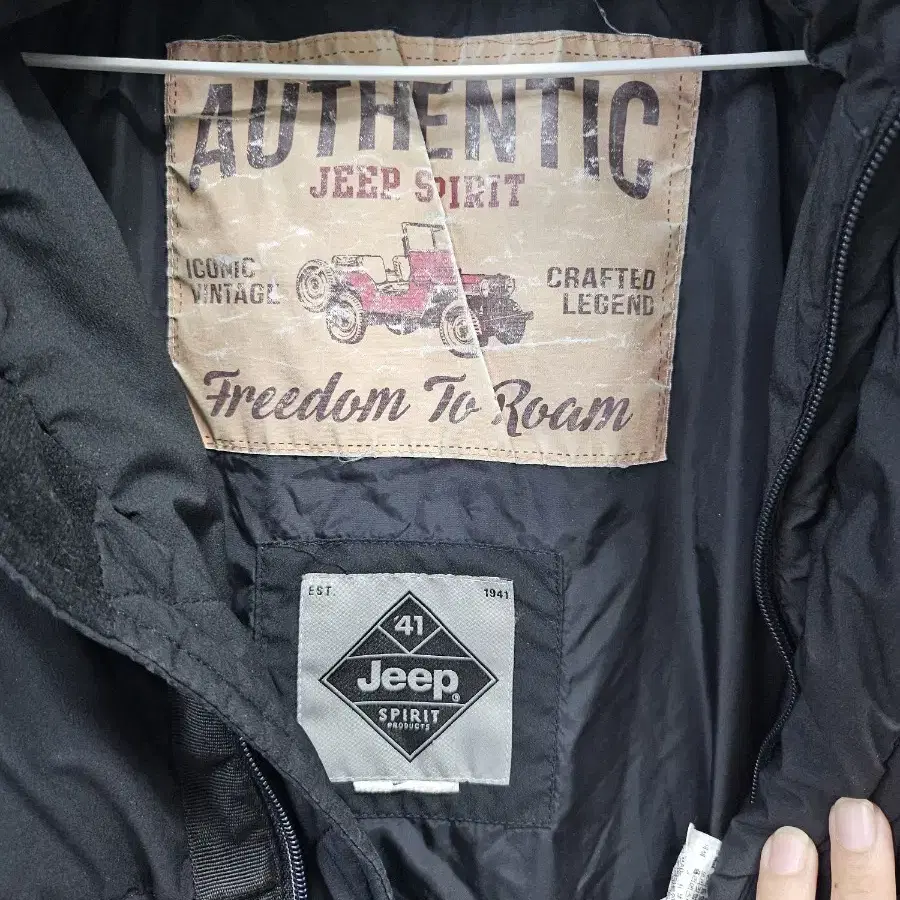 AUTHENTIC
JEEP SPIRIT
ICONIC
VINTAGE
CRAFTED
LEGEND
Freedom To Roam
EST. 1941
41
Jeep
SPIRIT
PRODUCTS